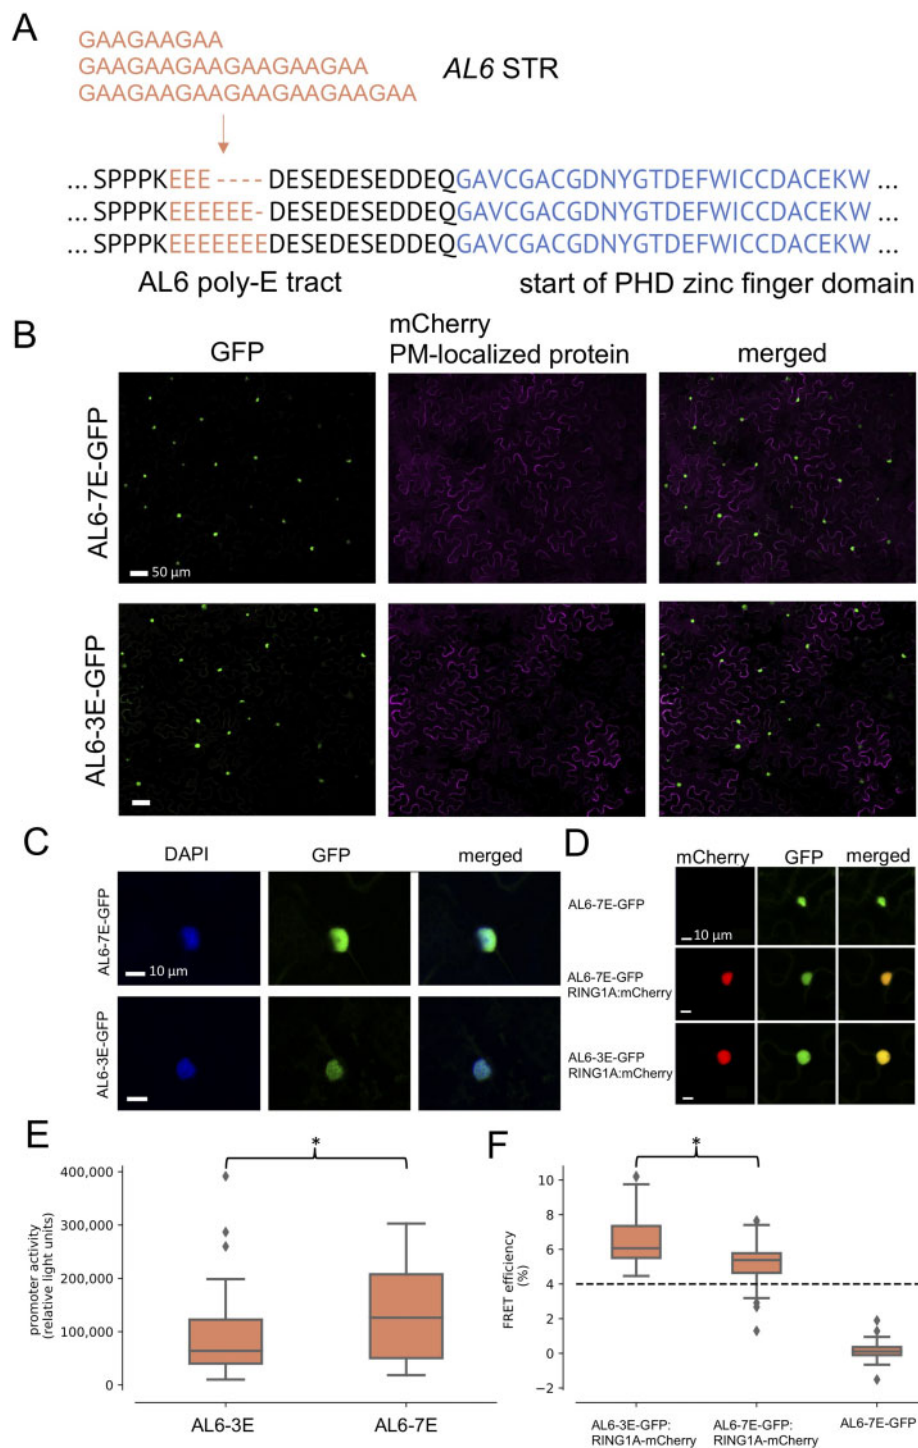 A
GAAGAAGAA
GAAGAAGAAGAAGAAGAA
GAAGAAGAAGAAGAAGAAGAA
AL6 STR
... SPPPKEEE----DESEDESEDDEQGAVCGACGDNYGTDEFWICCDACEKW ...
... SPPPKEEEEEE-DESEDESEDDEQGAVCGACGDNYGTDEFWICCDACEKW ...
... SPPPKEEEEEEEDESEDESEDDEQGAVCGACGDNYGTDEFWICCDACEKW ...
AL6 poly-E tract
start of PHD zinc finger domain
B
GFP
mCherry
PM-localized protein
merged
AL6-7E-GFP
50 µm
AL6-3E-GFP
C
DAPI
GFP
merged
AL6-7E-GFP
10 µm
AL6-3E-GFP
D
mCherry
GFP
merged
AL6-7E-GFP
10 µm
AL6-7E-GFP
RING1A:mCherry
AL6-3E-GFP
RING1A:mCherry
E
*
promoter activity
(relative light units)
400,000
300,000
200,000
100,000
0
AL6-3E
AL6-7E
F
*
FRET efficiency
(%)
10
8
6
4
2
0
−2
AL6-3E-GFP:
RING1A-mCherry
AL6-7E-GFP:
RING1A-mCherry
AL6-7E-GFP